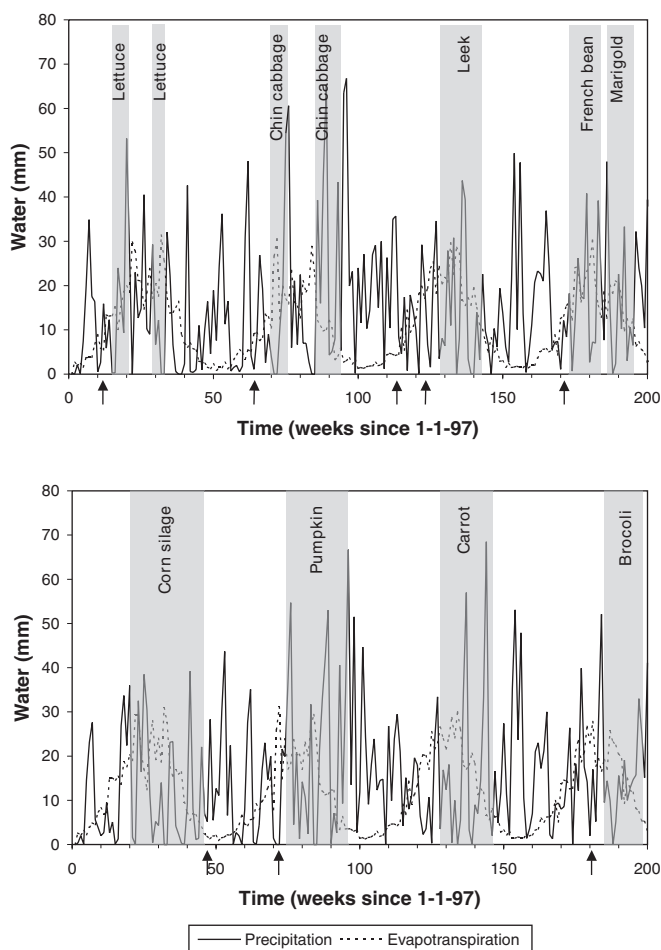 80
70
60
50
40
30
20
10
0
Water (mm)
Lettuce
Lettuce
Chin cabbage
Chin cabbage
Leek
French bean
Marigold
0 50 100 150 200
Time (weeks since 1-1-97)
80
70
60
50
40
30
20
10
0
Water (mm)
Corn silage
Pumpkin
Carrot
Brocoli
0 50 100 150 200
Time (weeks since 1-1-97)
Precipitation Evapotranspiration